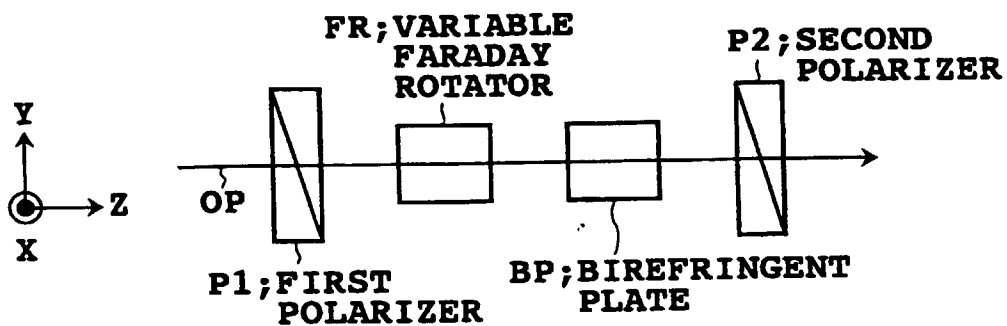 FR;VARIABLE
FARADAY
ROTATOR
P2;SECOND
POLARIZER
Y
Z
X
OP
P1;FIRST
POLARIZER
BP;BIREFRINGENT
PLATE